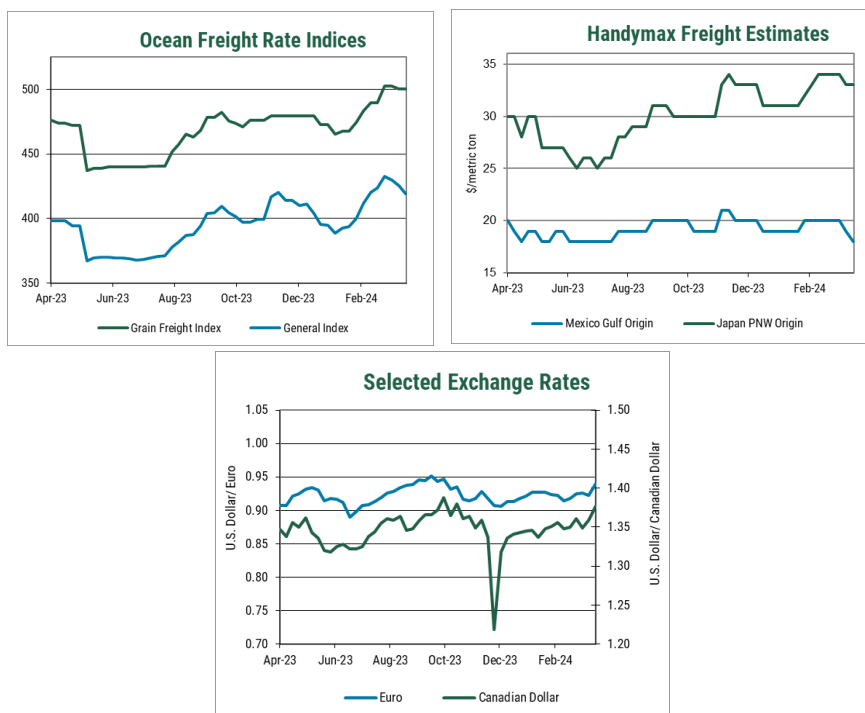 Ocean Freight Rate Indices
500
450
400
350
Apr-23 Jun-23 Aug-23 Oct-23 Dec-23 Feb-24
Grain Freight Index General Index
Handymax Freight Estimates
$/metric ton
35
30
25
20
15
Apr-23 Jun-23 Aug-23 Oct-23 Dec-23 Feb-24
Mexico Gulf Origin Japan PNW Origin
Selected Exchange Rates
U.S. Dollar/ Euro
1.05
1.00
0.95
0.90
0.85
0.80
0.75
0.70
1.50
1.45
1.40
1.35
1.30
1.25
1.20
U.S. Dollar/ Canadian Dollar
Apr-23 Jun-23 Aug-23 Oct-23 Dec-23 Feb-24
Euro Canadian Dollar